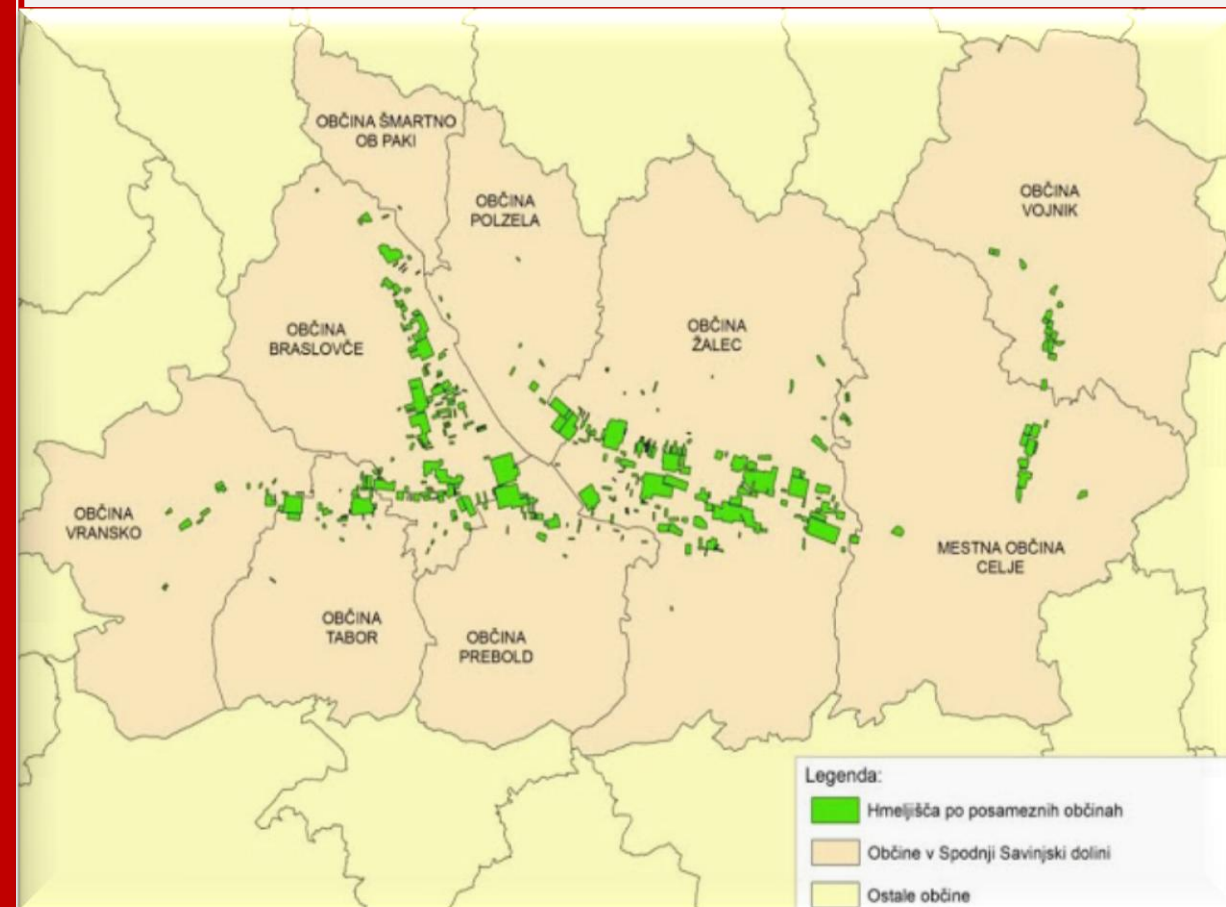 OBČINA ŠMARTNO
OB PAKI
OBČINA
POLZELA
OBČINA
VOJNIK
OBČINA
BRASLOVČE
OBČINA
ŽALEC
OBČINA
VRANSKO
MESTNA OBČINA
CELJE
OBČINA
TABOR
OBČINA
PREBOLD
Legenda:
Hmeljišča po posameznih občinah
Občine v Spodnji Savinjski dolini
Ostale občine